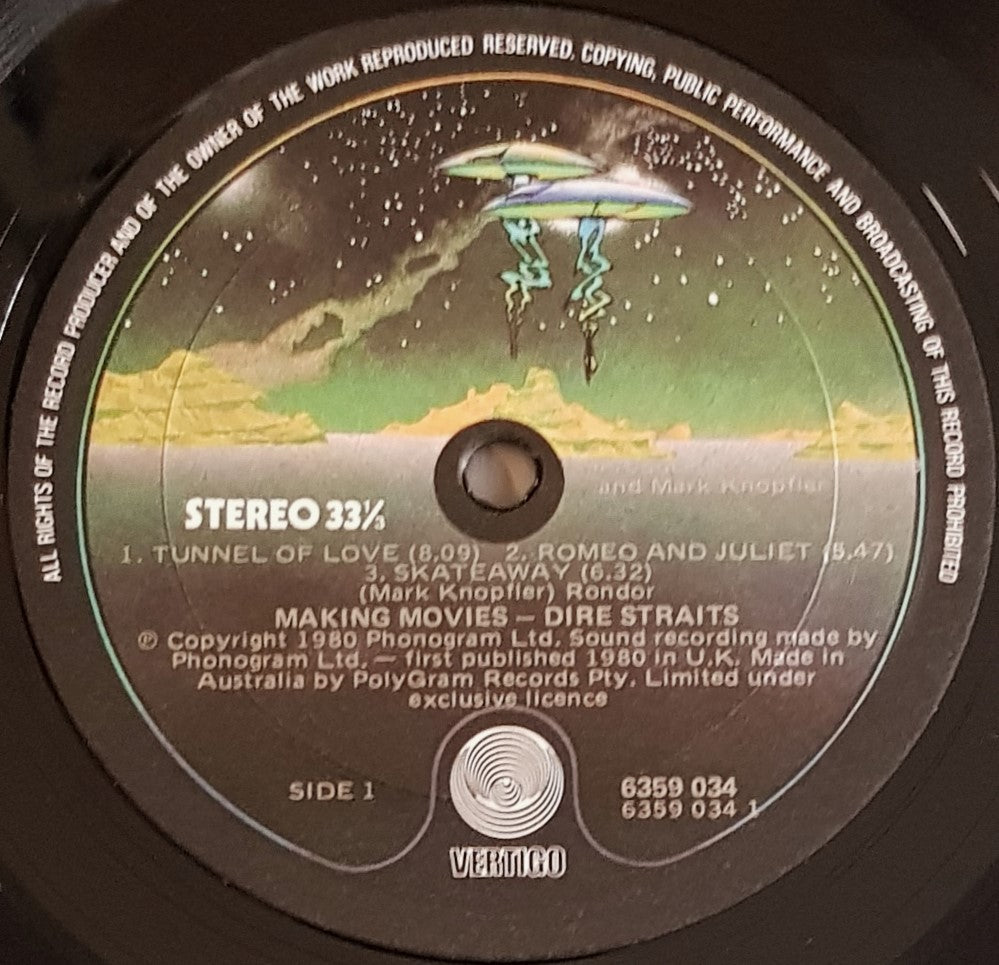 ALL RIGHTS OF THE RECORD PRODUCER AND OF THE OWNER OF THE WORK REPRODUCED RESERVED. COPYING, PUBLIC PERFORMANCE AND BROADCASTING OF THIS RECORD PROHIBITED
and Mark Knopfler
STEREO 33⅓
1. TUNNEL OF LOVE (8.09) 2. ROMEO AND JULIET (5.47)
3. SKATEAWAY (6.32)
(Mark Knopfler) Rondor
MAKING MOVIES — DIRE STRAITS
℗ Copyright 1980 Phonogram Ltd. Sound recording made by
Phonogram Ltd. — first published 1980 in U.K. Made in
Australia by PolyGram Records Pty. Limited under
exclusive licence
SIDE 1
6359 034
6359 034 1
VERTIGO